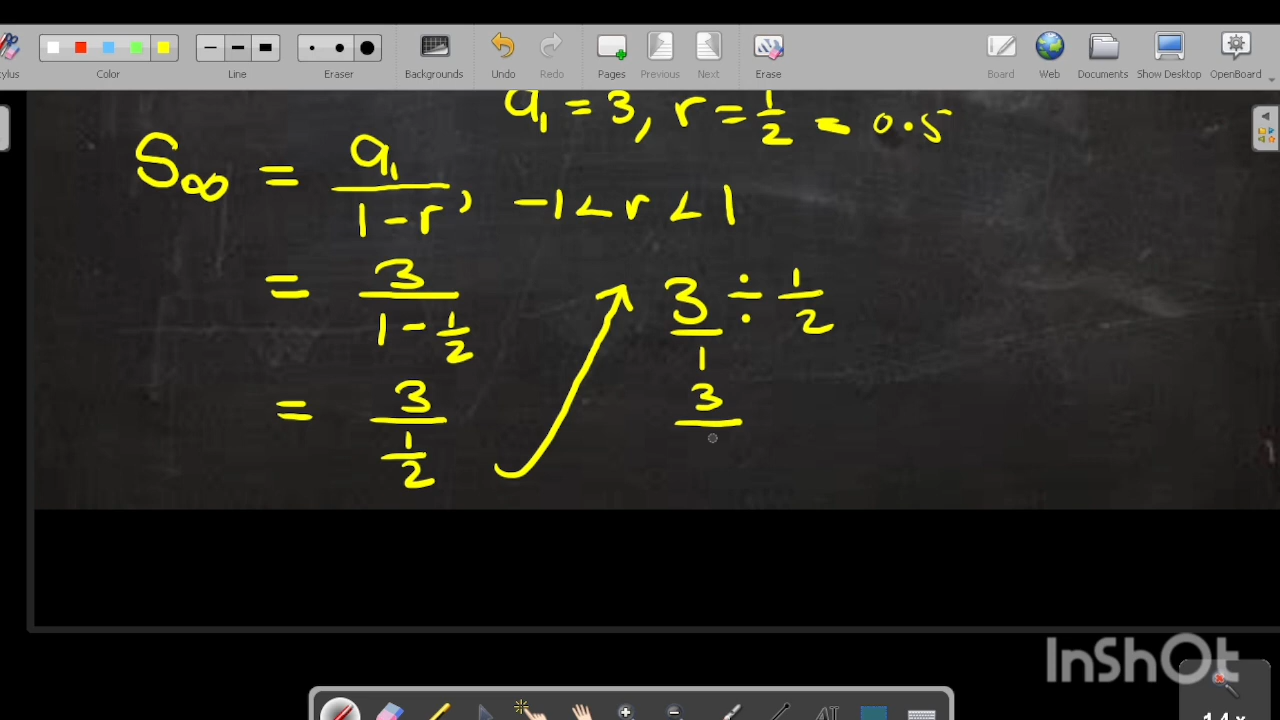 Color Line Eraser Backgrounds Undo Redo Pages Previous Next Erase Board Web Documents Show Desktop OpenBoard
a₁ = 3, r = 1/2 = 0.5
S∞ = a₁/(1-r), -1 < r < 1
= 3/(1 - 1/2)
3/1 ÷ 1/2
= 3/(1/2)
3
InShOt